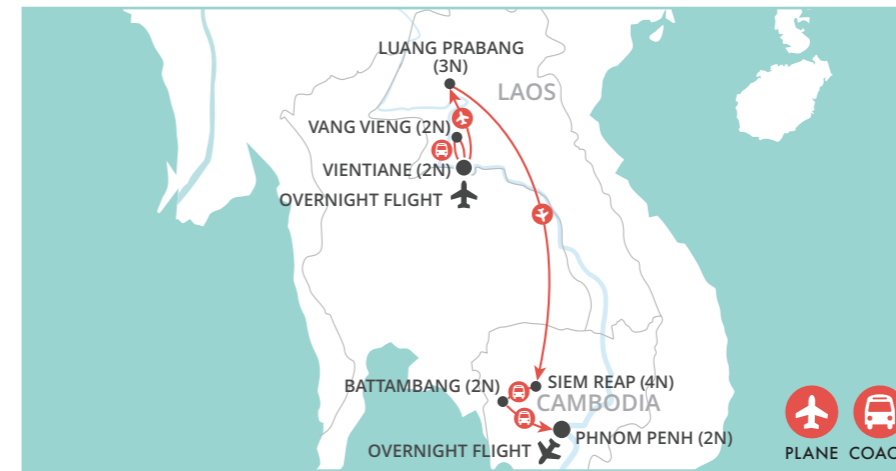 LUANG PRABANG
(3N)
LAOS
VANG VIENG (2N)
VIENTIANE (2N)
OVERNIGHT FLIGHT
BATTAMBANG (2N)
SIEM REAP (4N)
CAMBODIA
PHNOM PENH (2N)
OVERNIGHT FLIGHT
PLANE COAC